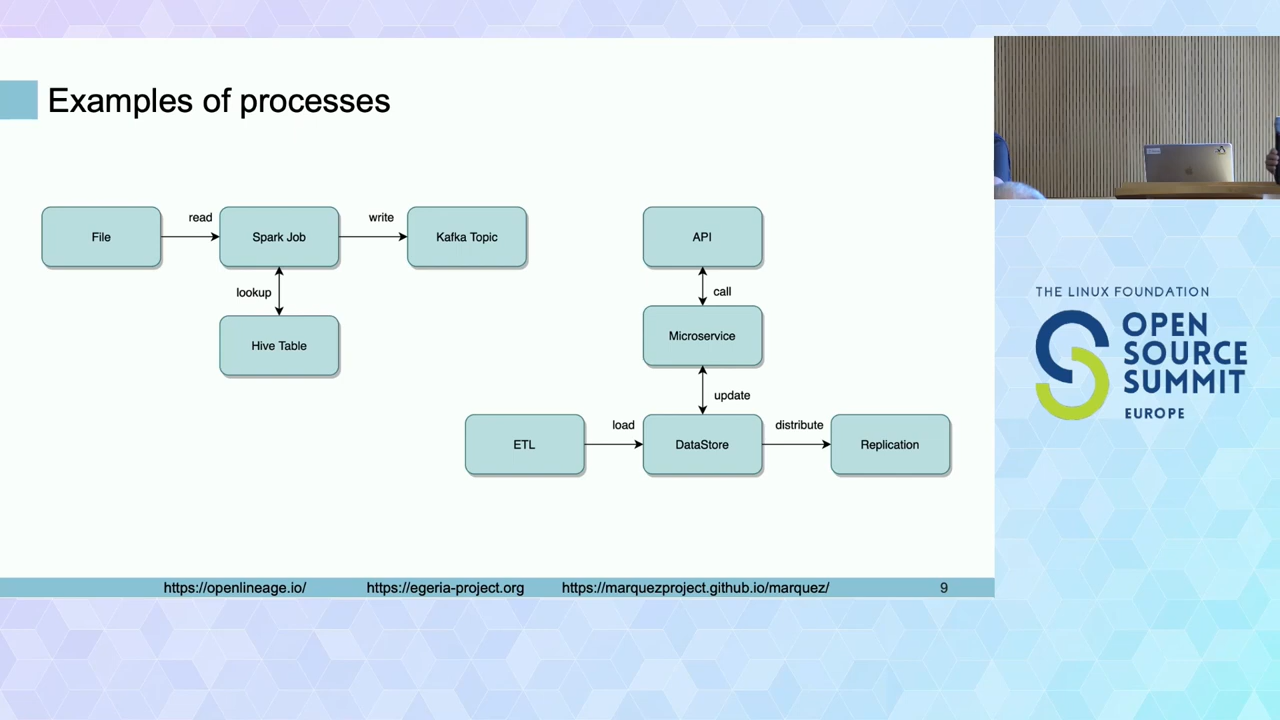 Examples of processes
File
read
Spark Job
write
Kafka Topic
lookup
Hive Table
API
call
Microservice
update
ETL
load
DataStore
distribute
Replication
https://openlineage.io/
https://egeria-project.org
https://marquezproject.github.io/marquez/
9
THE LINUX FOUNDATION
OPEN
SOURCE
SUMMIT
EUROPE